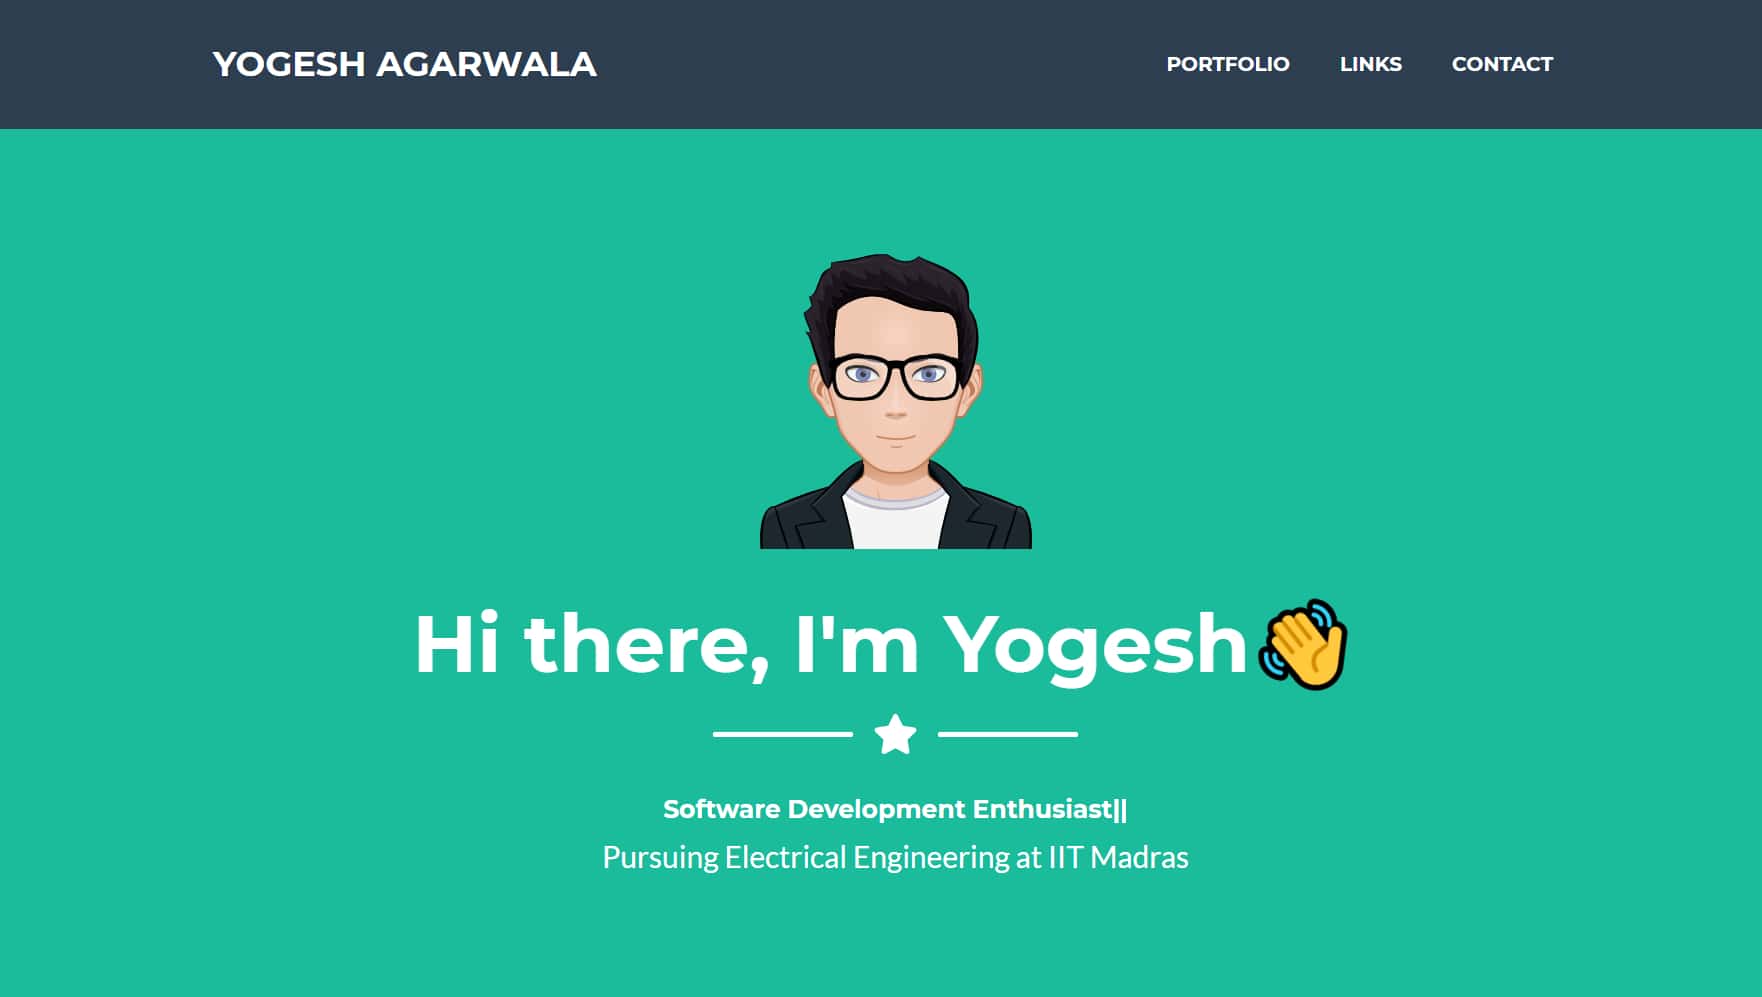 YOGESH AGARWALA
PORTFOLIO LINKS CONTACT
Hi there, I'm Yogesh👋
Software Development Enthusiast||
Pursuing Electrical Engineering at IIT Madras